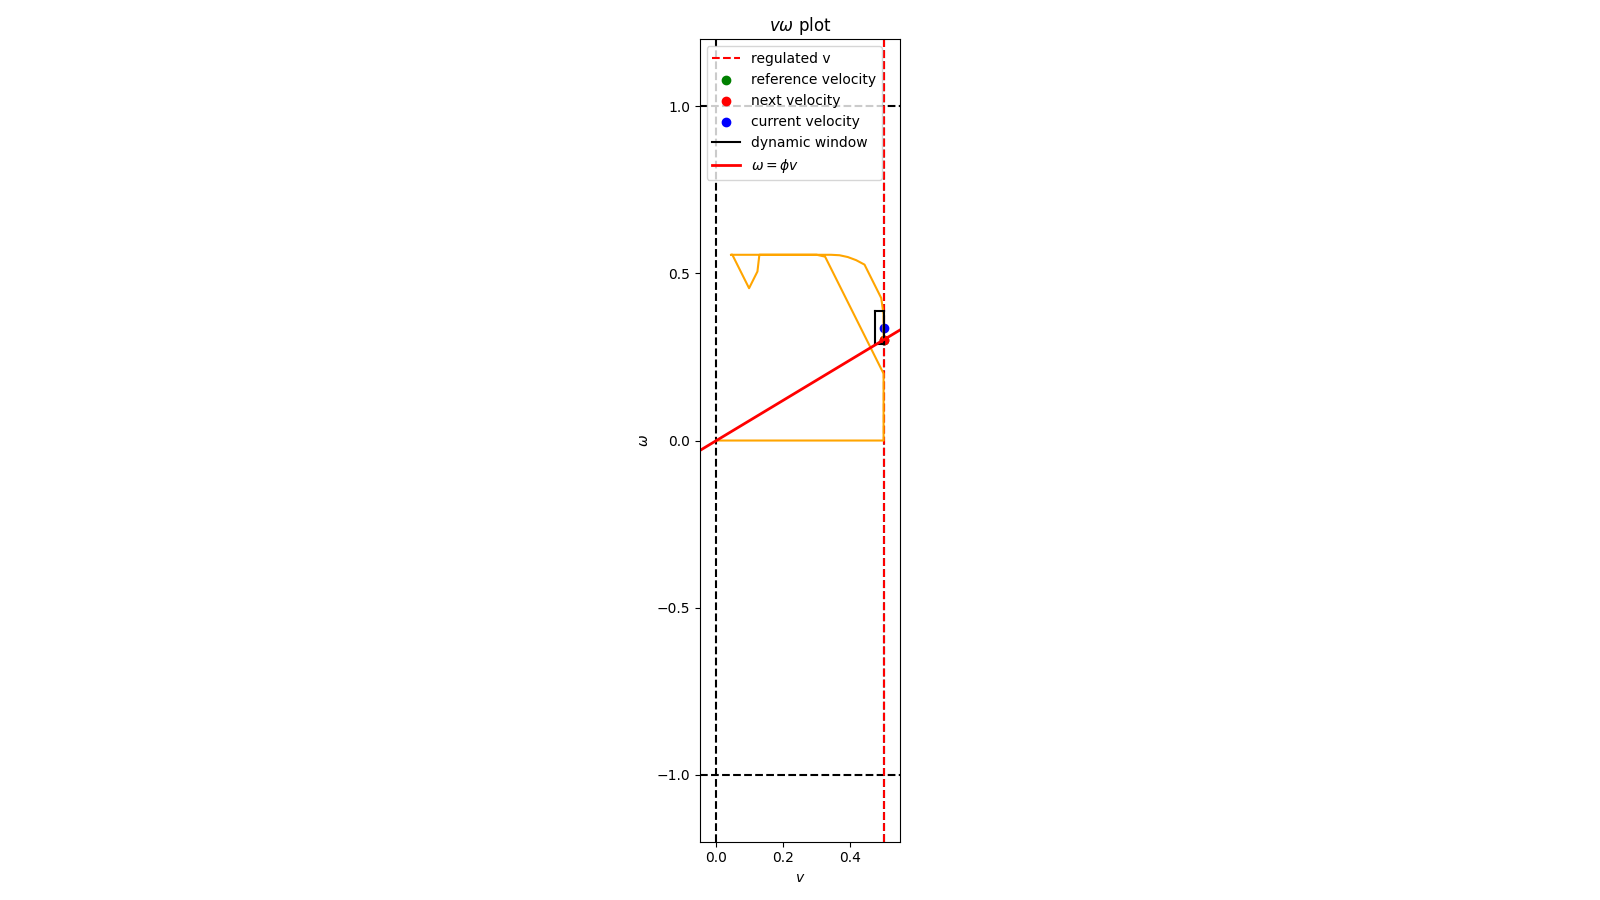 vω plot
regulated v
reference velocity
next velocity
current velocity
dynamic window
ω = ϕv
1.0
0.5
0.0
−0.5
−1.0
ω
0.0 0.2 0.4
v